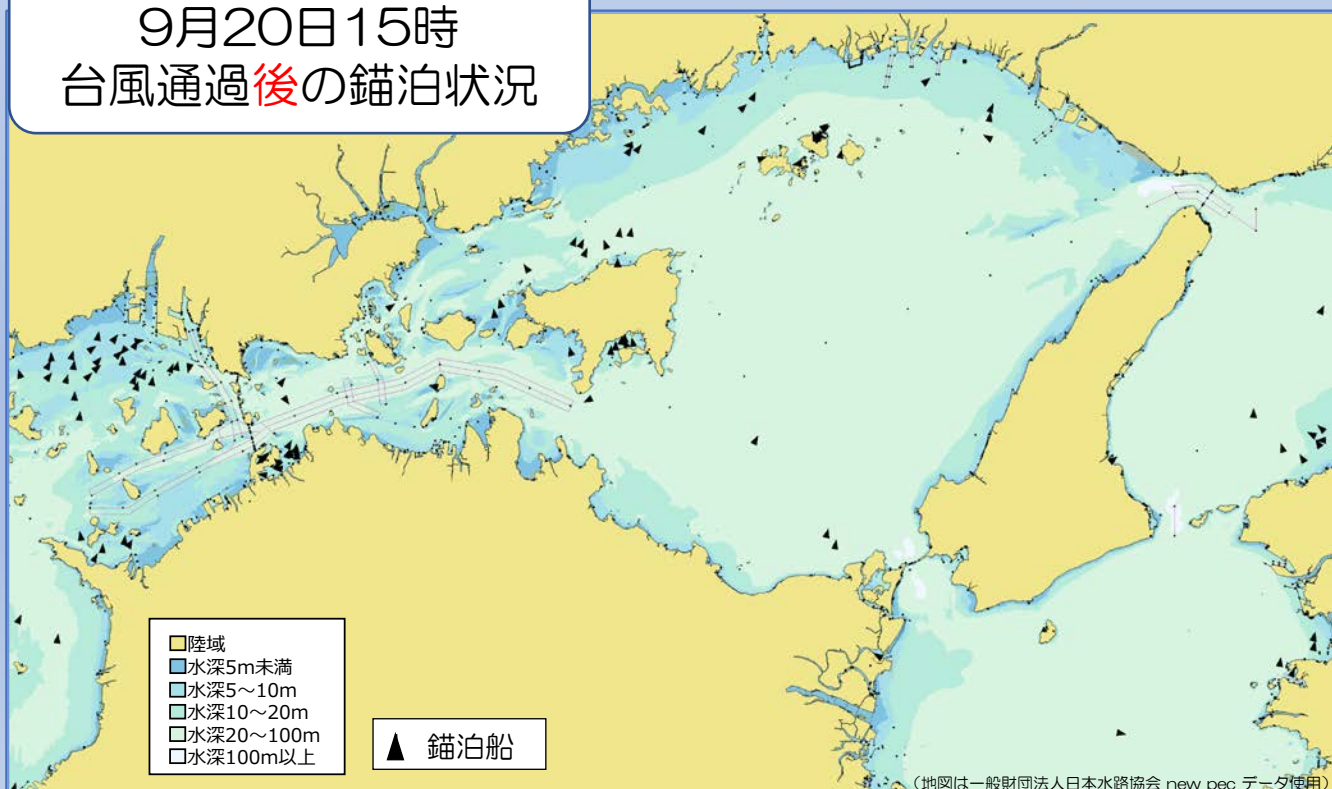 9月20日15時
台風通過後の錨泊状況
陸域
水深5m未満
水深5～10m
水深10～20m
水深20～100m
水深100m以上
錨泊船
（地図は一般財団法人日本水路協会 new pec データ使用）